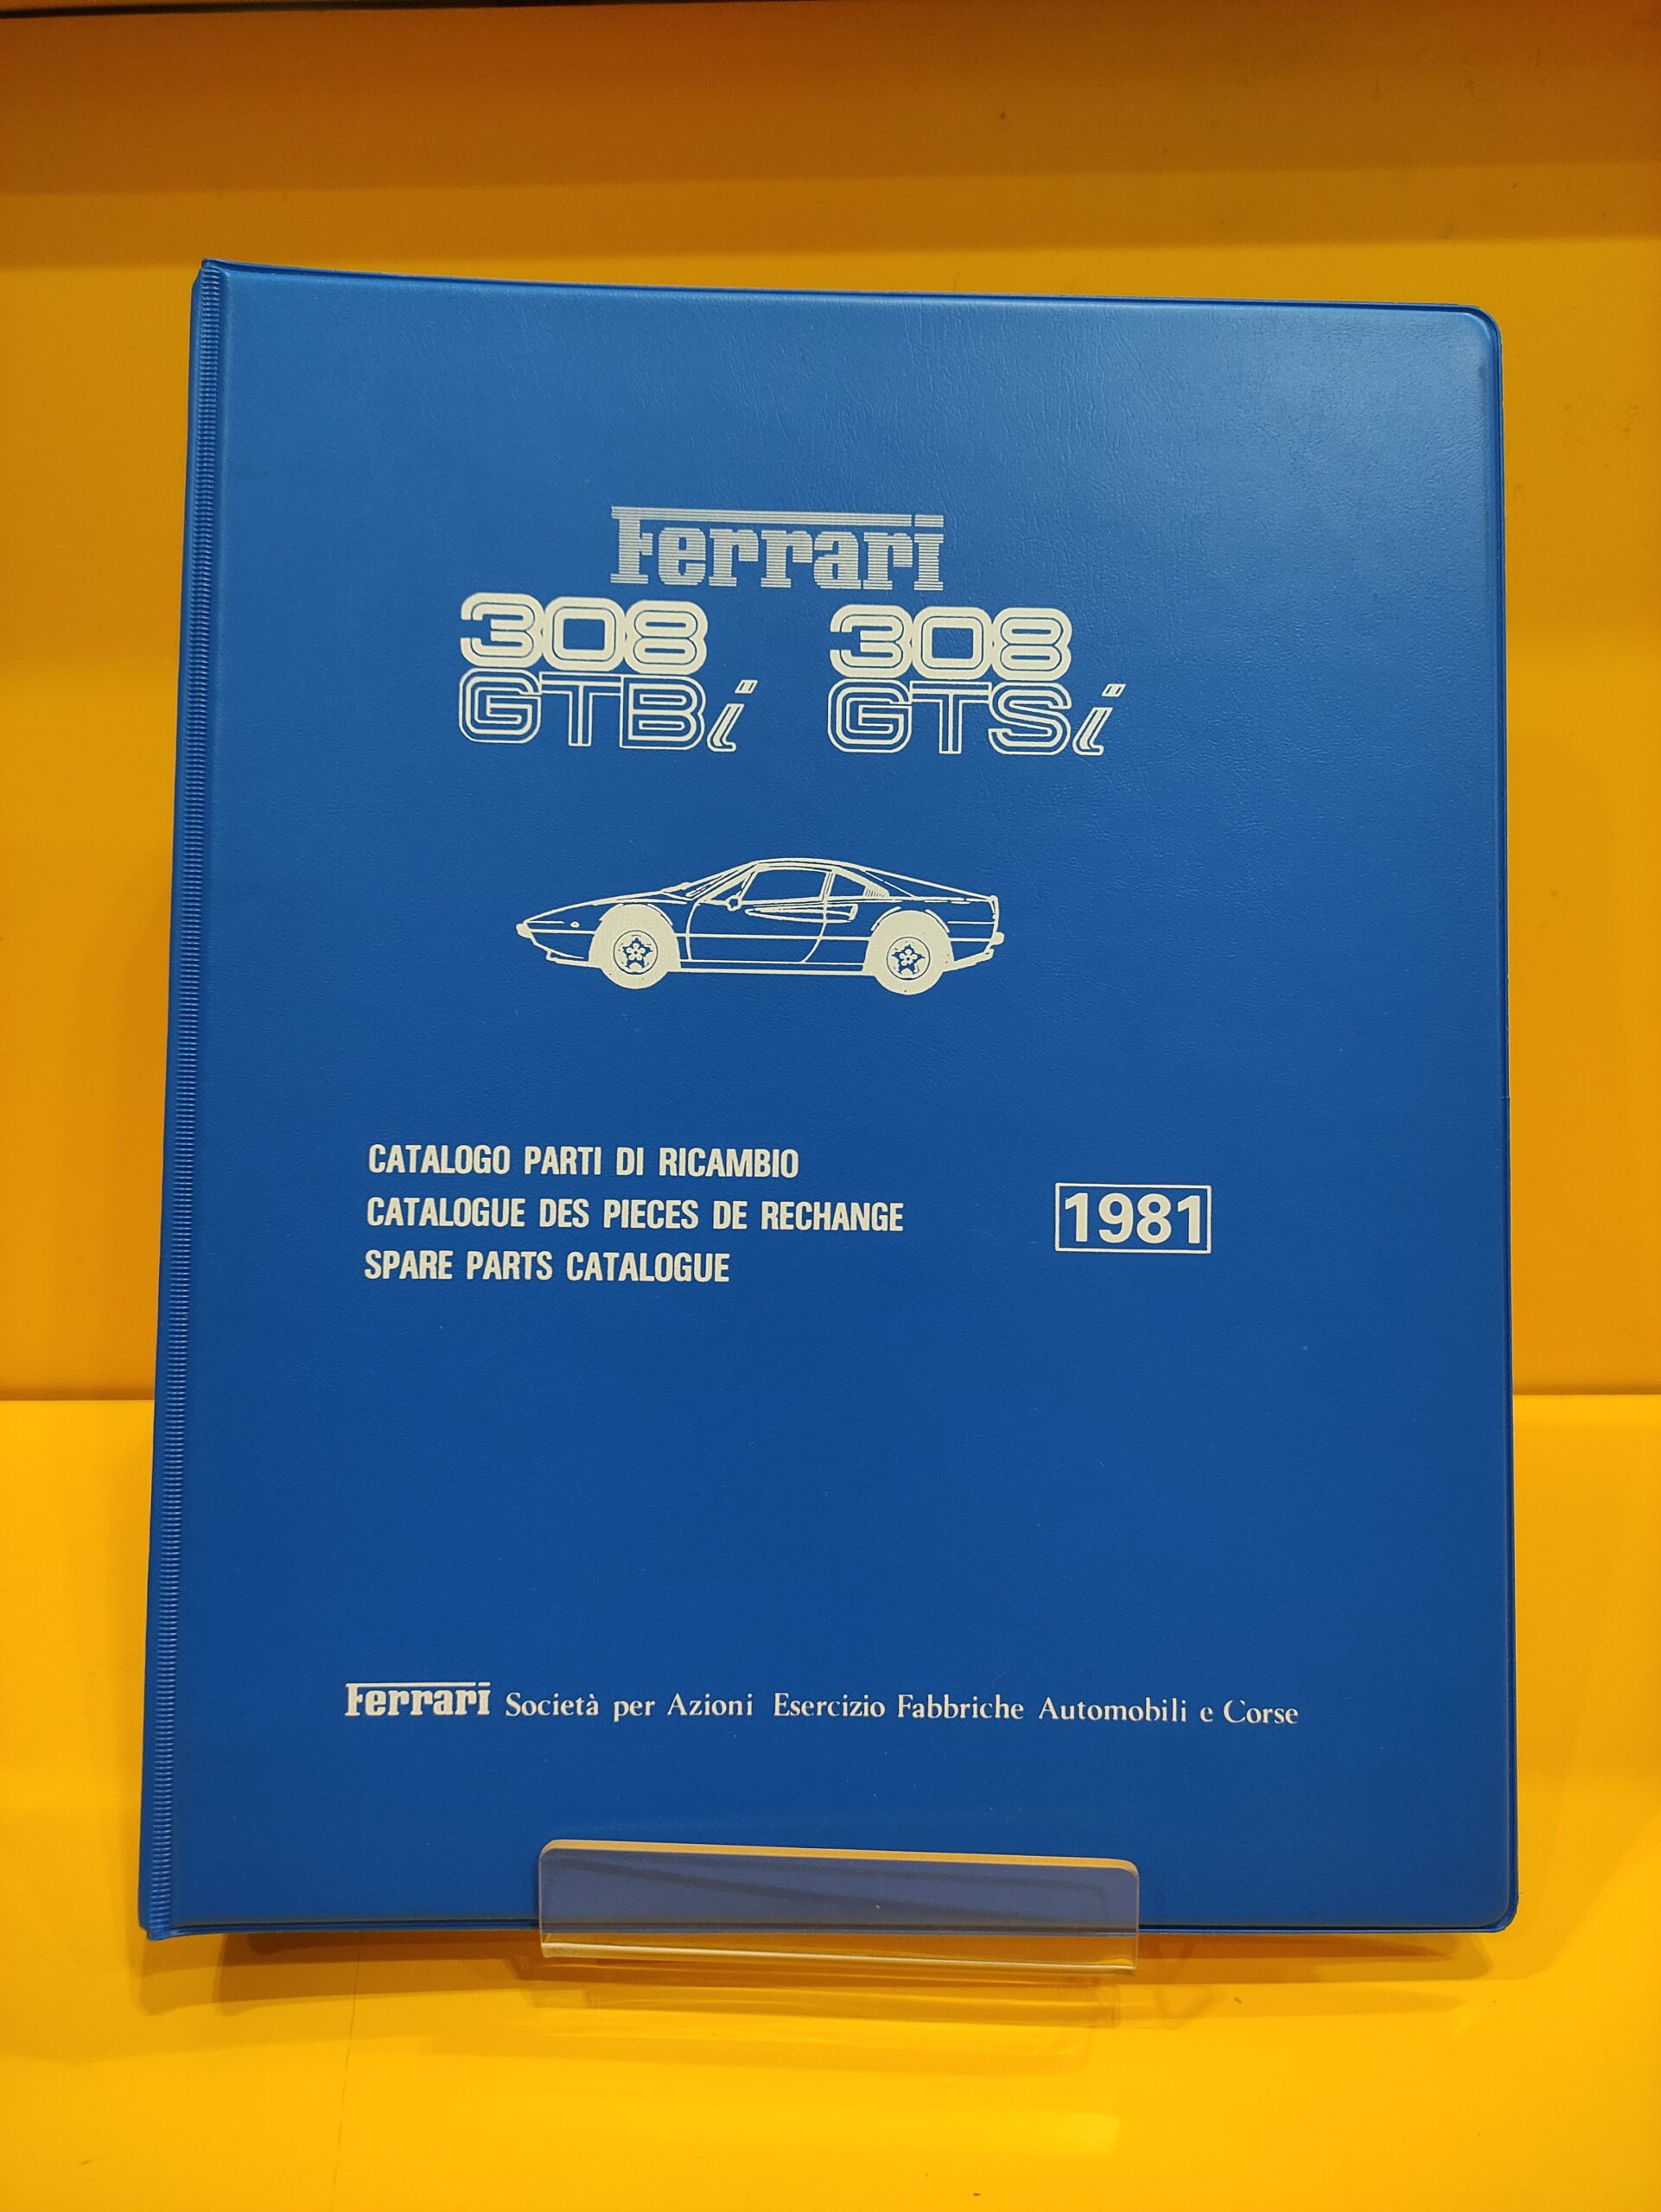 Ferrari
308 308
GTBi GTSi
CATALOGO PARTI DI RICAMBIO
CATALOGUE DES PIECES DE RECHANGE
SPARE PARTS CATALOGUE
1981
Ferrari Società per Azioni Esercizio Fabbriche Automobili e Corse